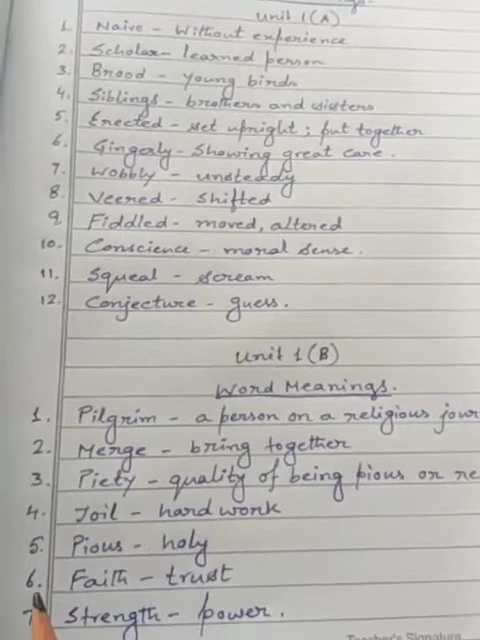 Unit 1(A)
1. Naive - Without experience
2. Scholar - learned person
3. Brood - young birds
4. Siblings - brothers and sisters
5. Erected - set upright; put together
6. Gingerly - Showing great care.
7. Wobbly - unsteady
8. Veered - shifted
9. Fiddled - moved, altered
10. Conscience - moral sense.
11. Squeal - scream
12. Conjecture - guess.
Unit 1(B)
Word Meanings.
1. Pilgrim - a person on a religious jour
2. Merge - bring together
3. Piety - quality of being pious or re
4. Toil - hard work
5. Pious - holy
6. Faith - trust
7 Strength - power.
Teacher's Signature